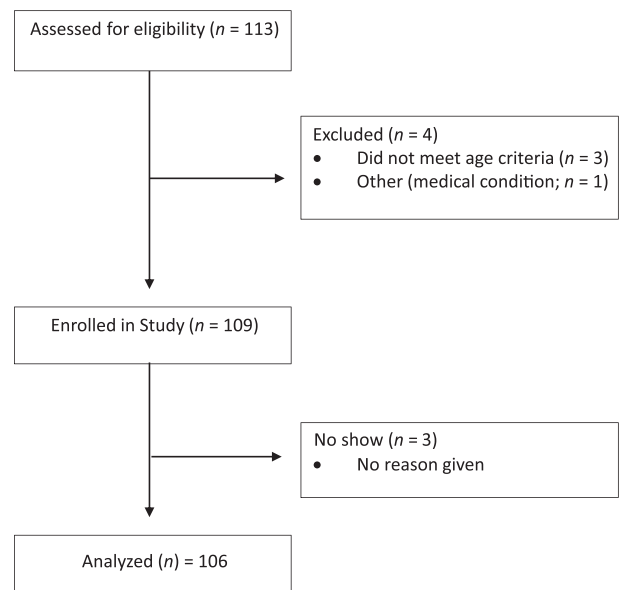 Assessed for eligibility (n = 113)
Excluded (n = 4)
• Did not meet age criteria (n = 3)
• Other (medical condition; n = 1)
Enrolled in Study (n = 109)
No show (n = 3)
• No reason given
Analyzed (n) = 106